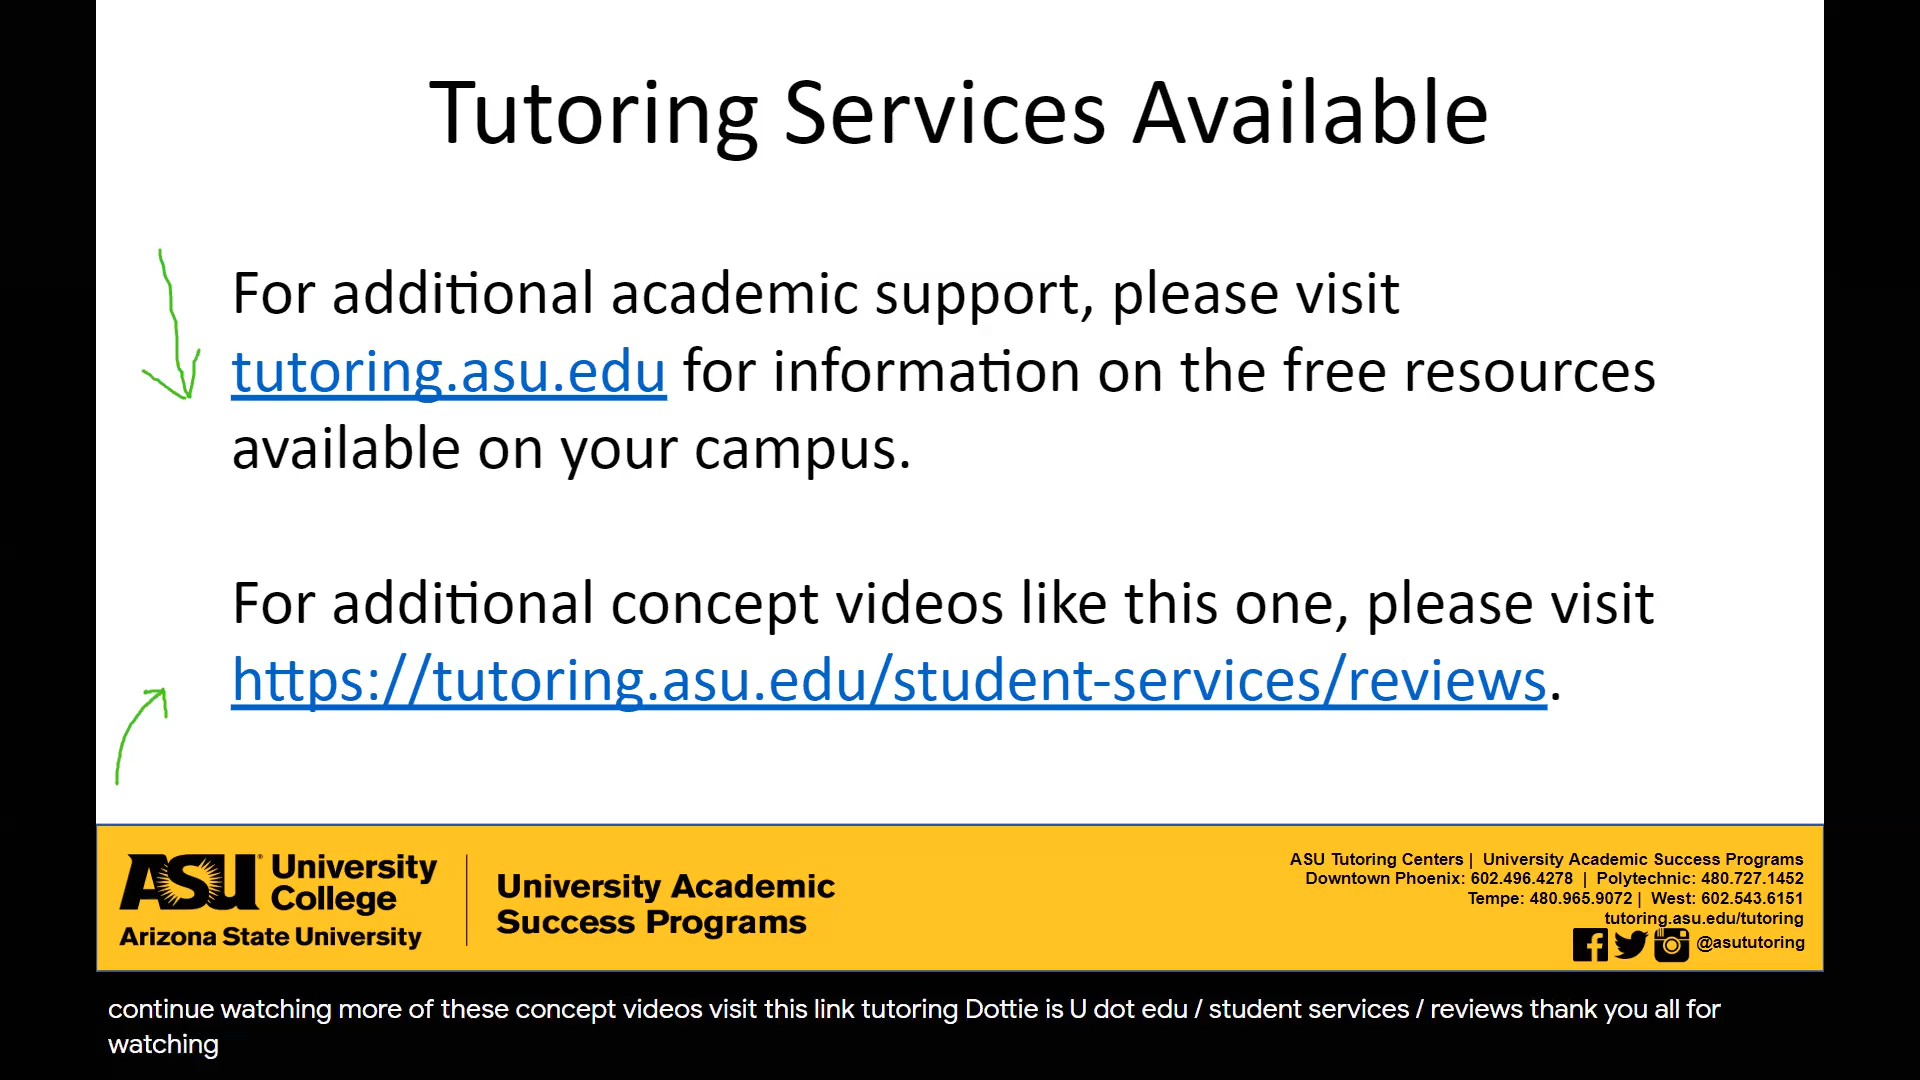 Tutoring Services Available
For additional academic support, please visit
tutoring.asu.edu for information on the free resources
available on your campus.
For additional concept videos like this one, please visit
https://tutoring.asu.edu/student-services/reviews.
ASU University
College
Arizona State University
University Academic
Success Programs
ASU Tutoring Centers | University Academic Success Programs
Downtown Phoenix: 602.496.4278 | Polytechnic: 480.727.1452
Tempe: 480.965.9072 | West: 602.543.6151
tutoring.asu.edu/tutoring
@asututoring
continue watching more of these concept videos visit this link tutoring Dottie is U dot edu / student services / reviews thank you all for
watching